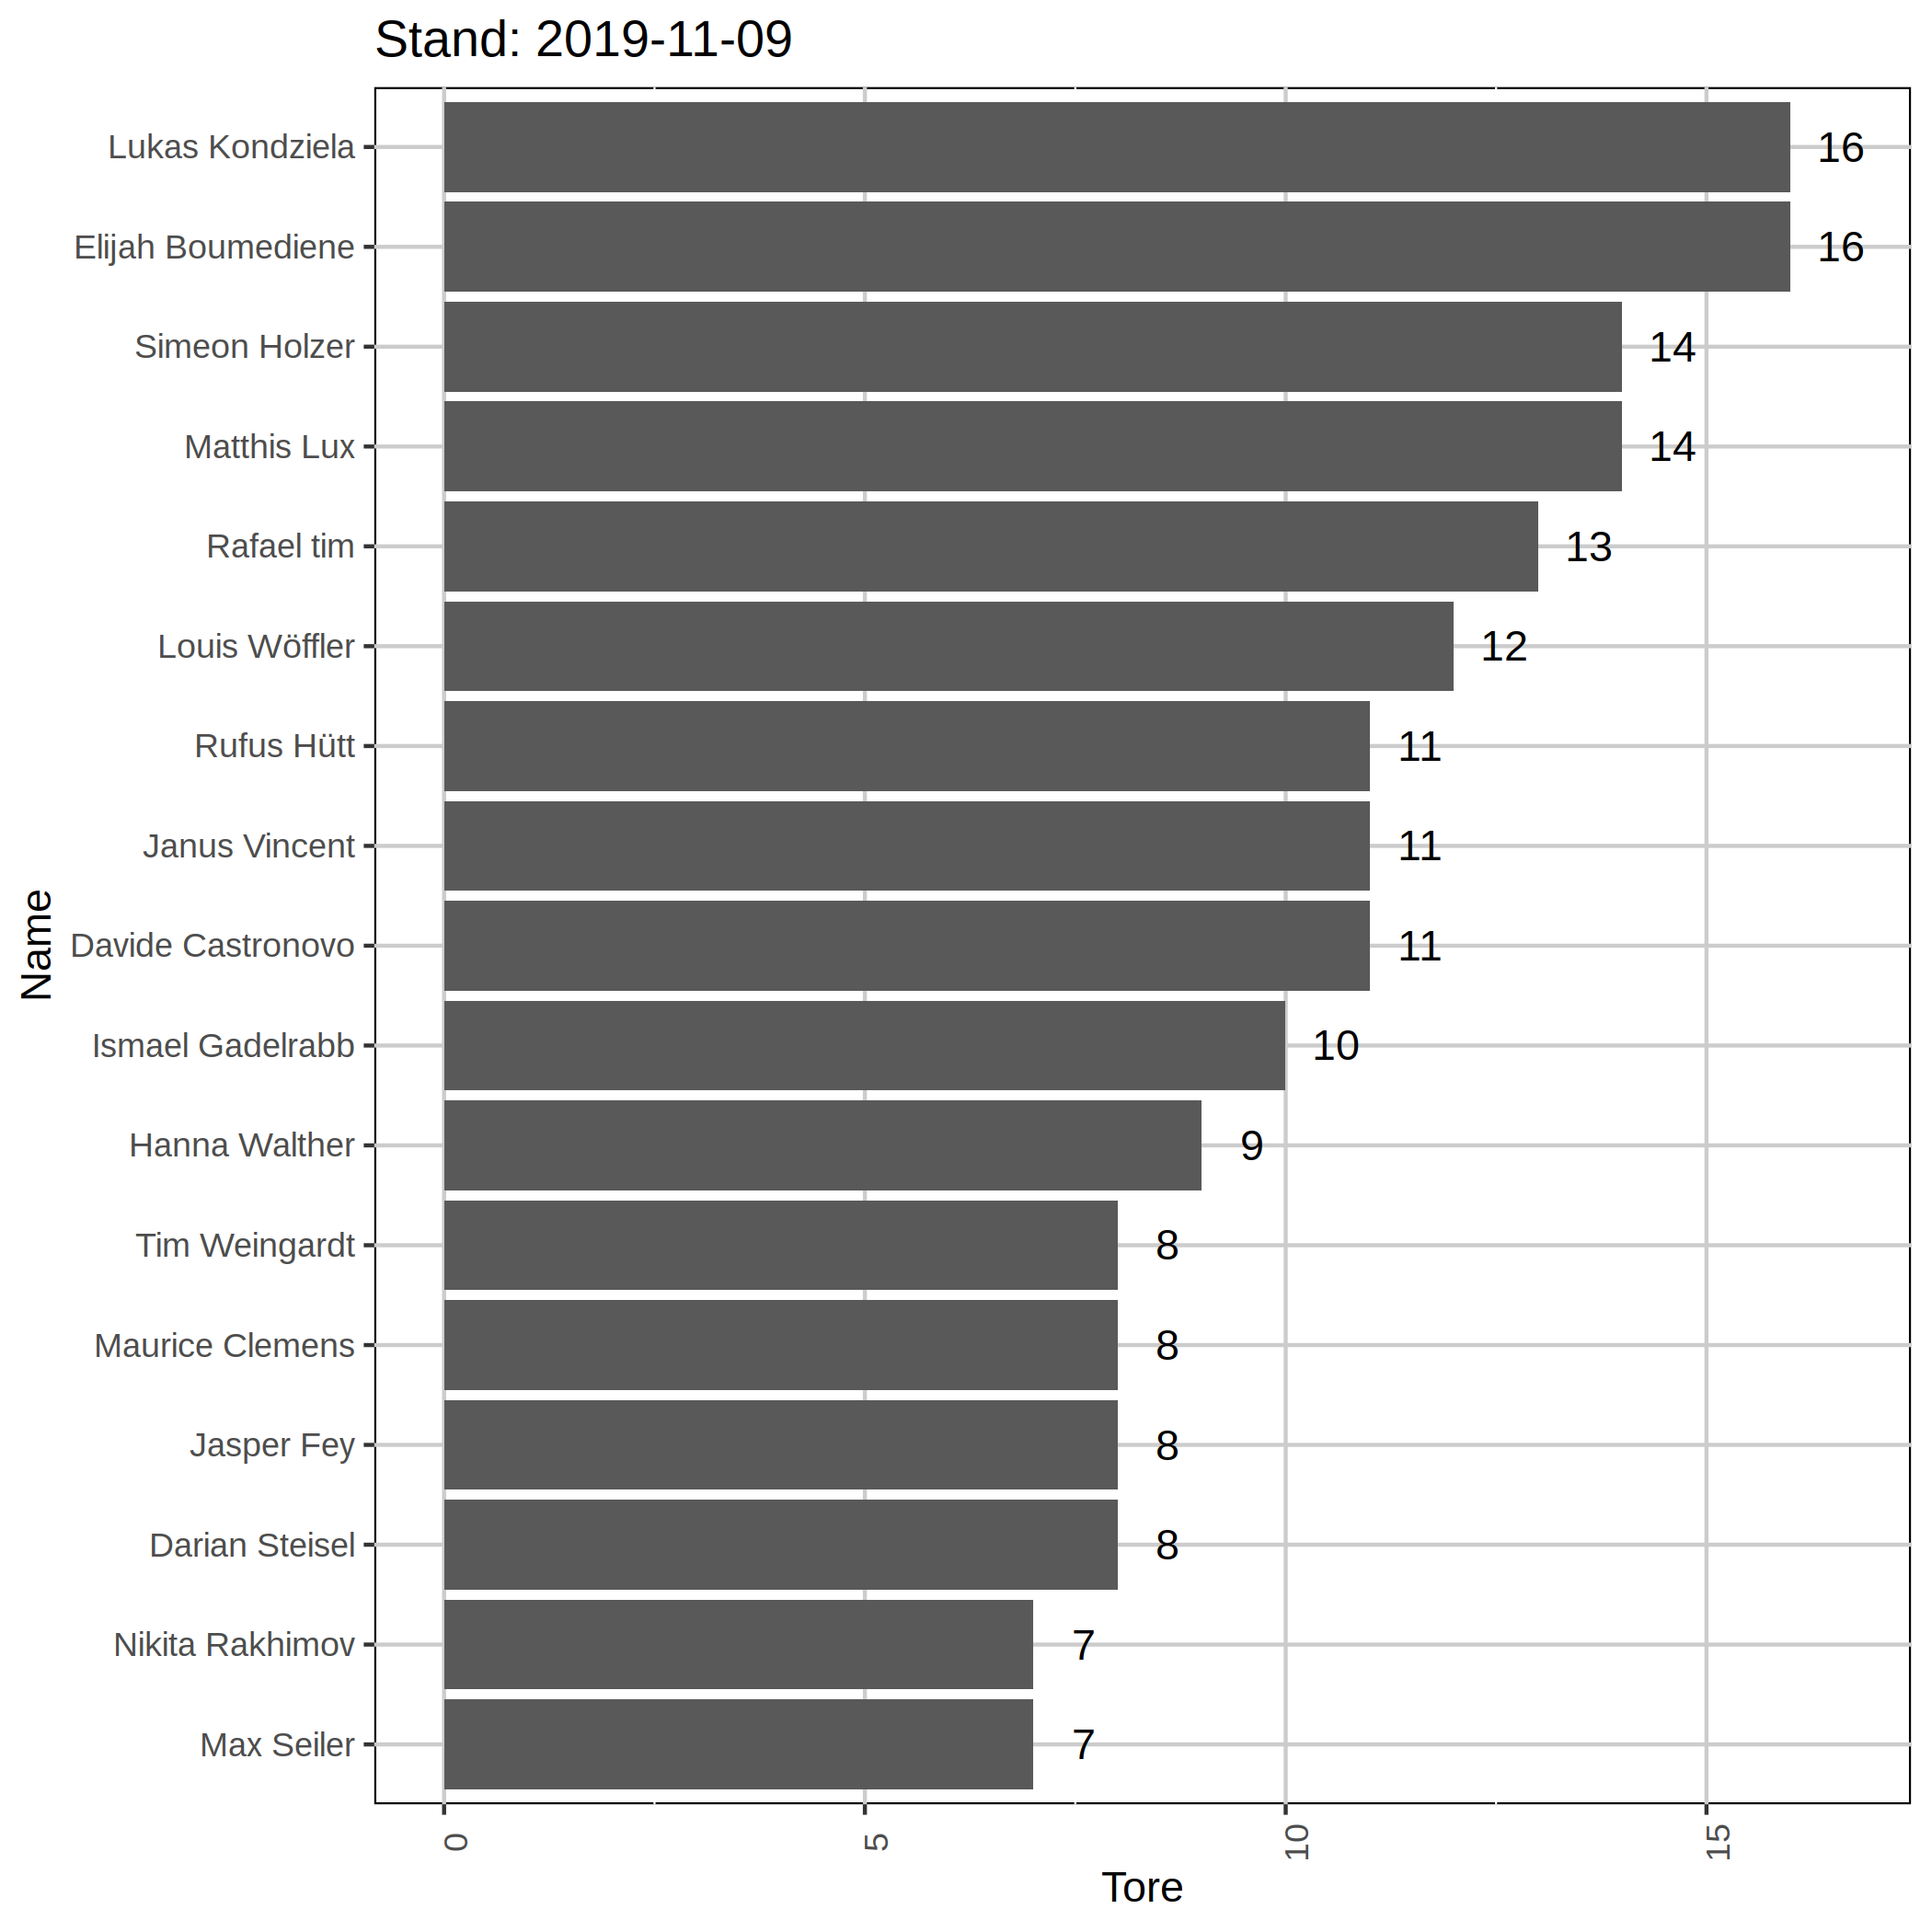 Stand: 2019-11-09
Lukas Kondziela 16
Elijah Boumediene 16
Simeon Holzer 14
Matthis Lux 14
Rafael tim 13
Louis Wöffler 12
Rufus Hütt 11
Janus Vincent 11
Davide Castronovo 11
Ismael Gadelrabb 10
Hanna Walther 9
Tim Weingardt 8
Maurice Clemens 8
Jasper Fey 8
Darian Steisel 8
Nikita Rakhimov 7
Max Seiler 7
Name
0 5 10 15
Tore